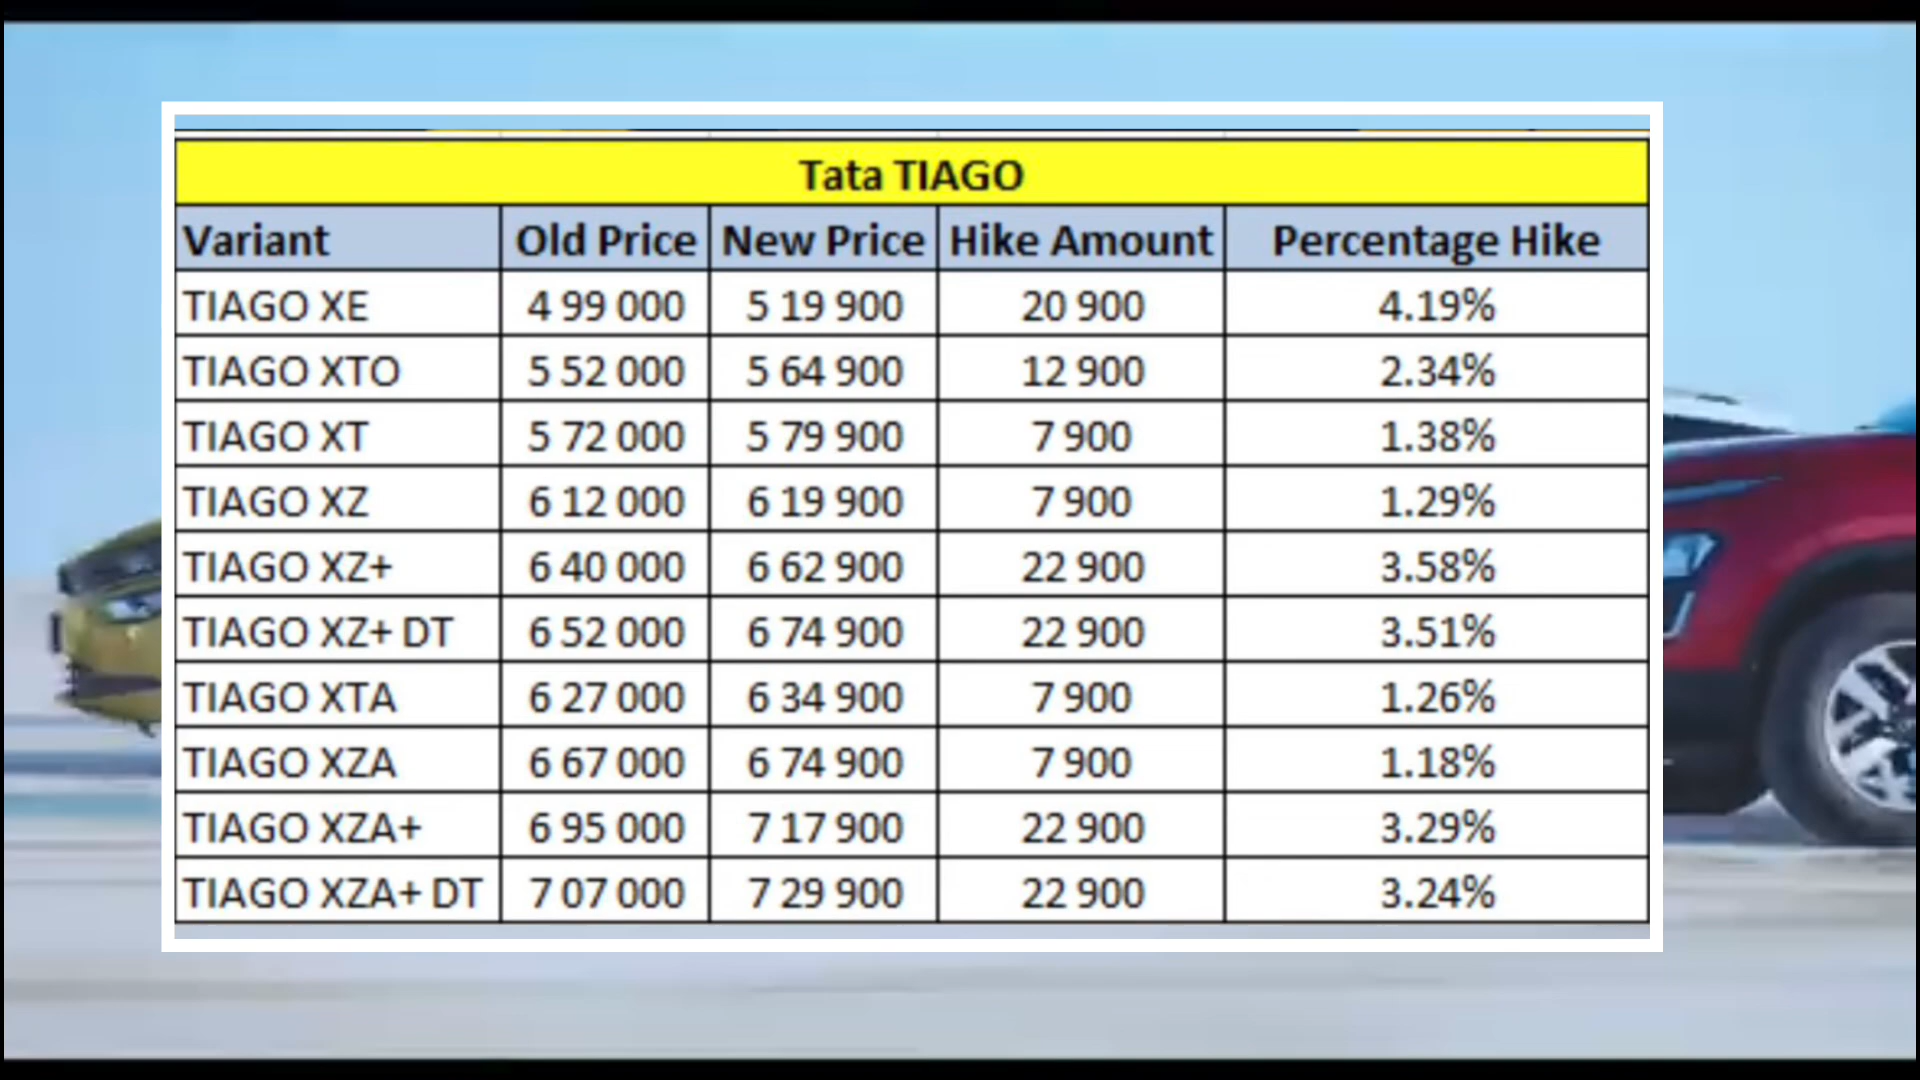 Tata TIAGO
Variant Old Price New Price Hike Amount Percentage Hike
TIAGO XE 4 99 000 5 19 900 20 900 4.19%
TIAGO XTO 5 52 000 5 64 900 12 900 2.34%
TIAGO XT 5 72 000 5 79 900 7 900 1.38%
TIAGO XZ 6 12 000 6 19 900 7 900 1.29%
TIAGO XZ+ 6 40 000 6 62 900 22 900 3.58%
TIAGO XZ+ DT 6 52 000 6 74 900 22 900 3.51%
TIAGO XTA 6 27 000 6 34 900 7 900 1.26%
TIAGO XZA 6 67 000 6 74 900 7 900 1.18%
TIAGO XZA+ 6 95 000 7 17 900 22 900 3.29%
TIAGO XZA+ DT 7 07 000 7 29 900 22 900 3.24%